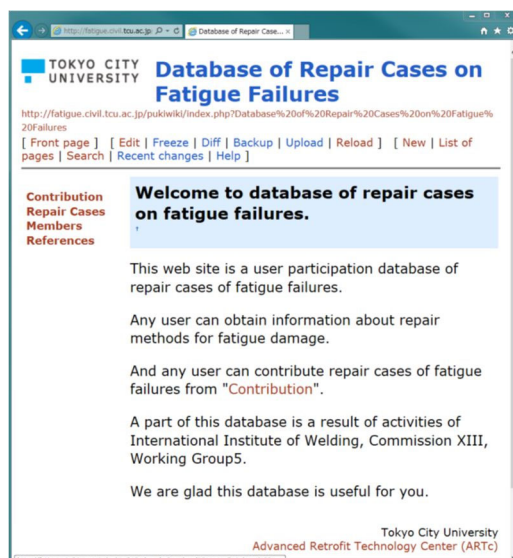 http://fatigue.civil.tcu.ac.jp
Database of Repair Case...
TOKYO CITY
UNIVERSITY
Database of Repair Cases on
Fatigue Failures
http://fatigue.civil.tcu.ac.jp/pukiwiki/index.php?Database%20of%20Repair%20Cases%20on%20Fatigue%
20Failures
[ Front page ] [ Edit | Freeze | Diff | Backup | Upload | Reload ] [ New | List of
pages | Search | Recent changes | Help ]
Contribution
Repair Cases
Members
References
Welcome to database of repair cases
on fatigue failures.
This web site is a user participation database of
repair cases of fatigue failures.
Any user can obtain information about repair
methods for fatigue damage.
And any user can contribute repair cases of fatigue
failures from "Contribution".
A part of this database is a result of activities of
International Institute of Welding, Commission XIII,
Working Group5.
We are glad this database is useful for you.
Tokyo City University
Advanced Retrofit Technology Center (ARTc)